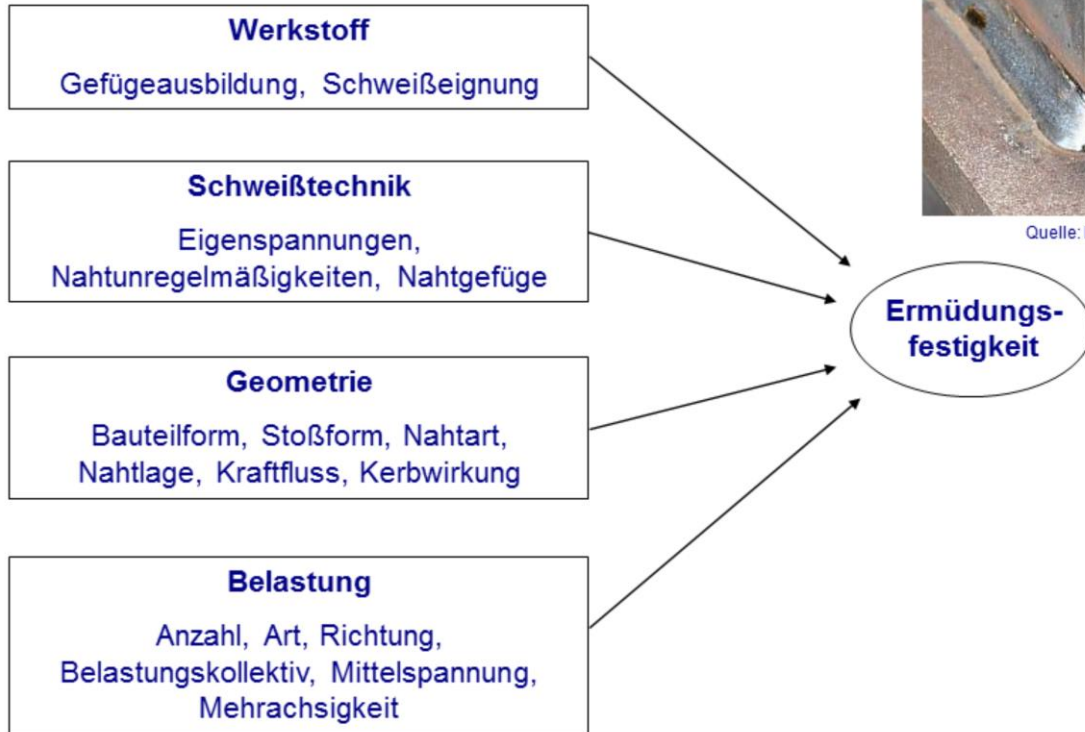 Werkstoff
Gefügeausbildung, Schweißeignung
Schweißtechnik
Eigenspannungen,
Nahtunregelmäßigkeiten, Nahtgefüge
Quelle:
Ermüdungs-
festigkeit
Geometrie
Bauteilform, Stoßform, Nahtart,
Nahtlage, Kraftfluss, Kerbwirkung
Belastung
Anzahl, Art, Richtung,
Belastungskollektiv, Mittelspannung,
Mehrachsigkeit